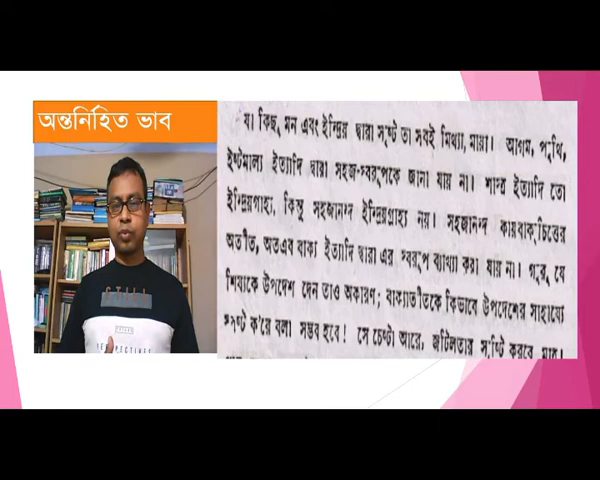 অন্তর্নিহিত ভাব
যা কিছু মন এবং ইন্দ্রিয় দ্বারা সৃষ্ট তা সবই মিথ্যা, মায়া। আগম, পুথি,
ইষ্টমাল্য ইত্যাদি দ্বারা সহজ-স্বরূপকে জানা যায় না। শাস্ত্র ইত্যাদি তো
ইন্দ্রিয়গ্রাহ্য, কিন্তু সহজানন্দ ইন্দ্রিয়গ্রাহ্য নয়। সহজানন্দ কায়বাক্‌চিত্তের
অতীত, অতএব বাক্য ইত্যাদি দ্বারা এর স্বরূপ ব্যাখ্যা করা যায় না। গুরু যে
শিষ্যকে উপদেশ দেন তাও অকারণ; বাক্যাতীতকে কিভাবে উপদেশের সাহায্যে
স্পষ্ট ক'রে বলা সম্ভব হবে! সে চেষ্টা আরো জটিলতার সৃষ্টি করবে মাত্র।